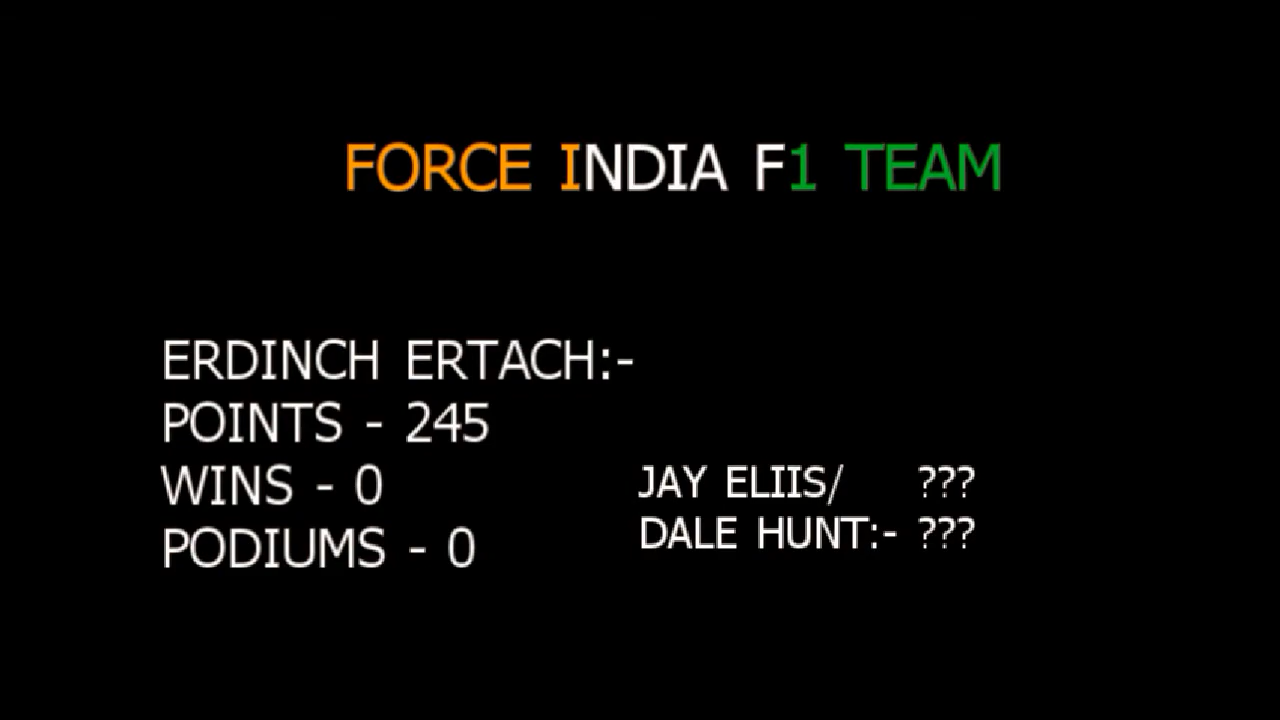 FORCE INDIA F1 TEAM
ERDINCH ERTACH:-
POINTS - 245
WINS - 0
PODIUMS - 0
JAY ELIIS/ ???
DALE HUNT:- ???